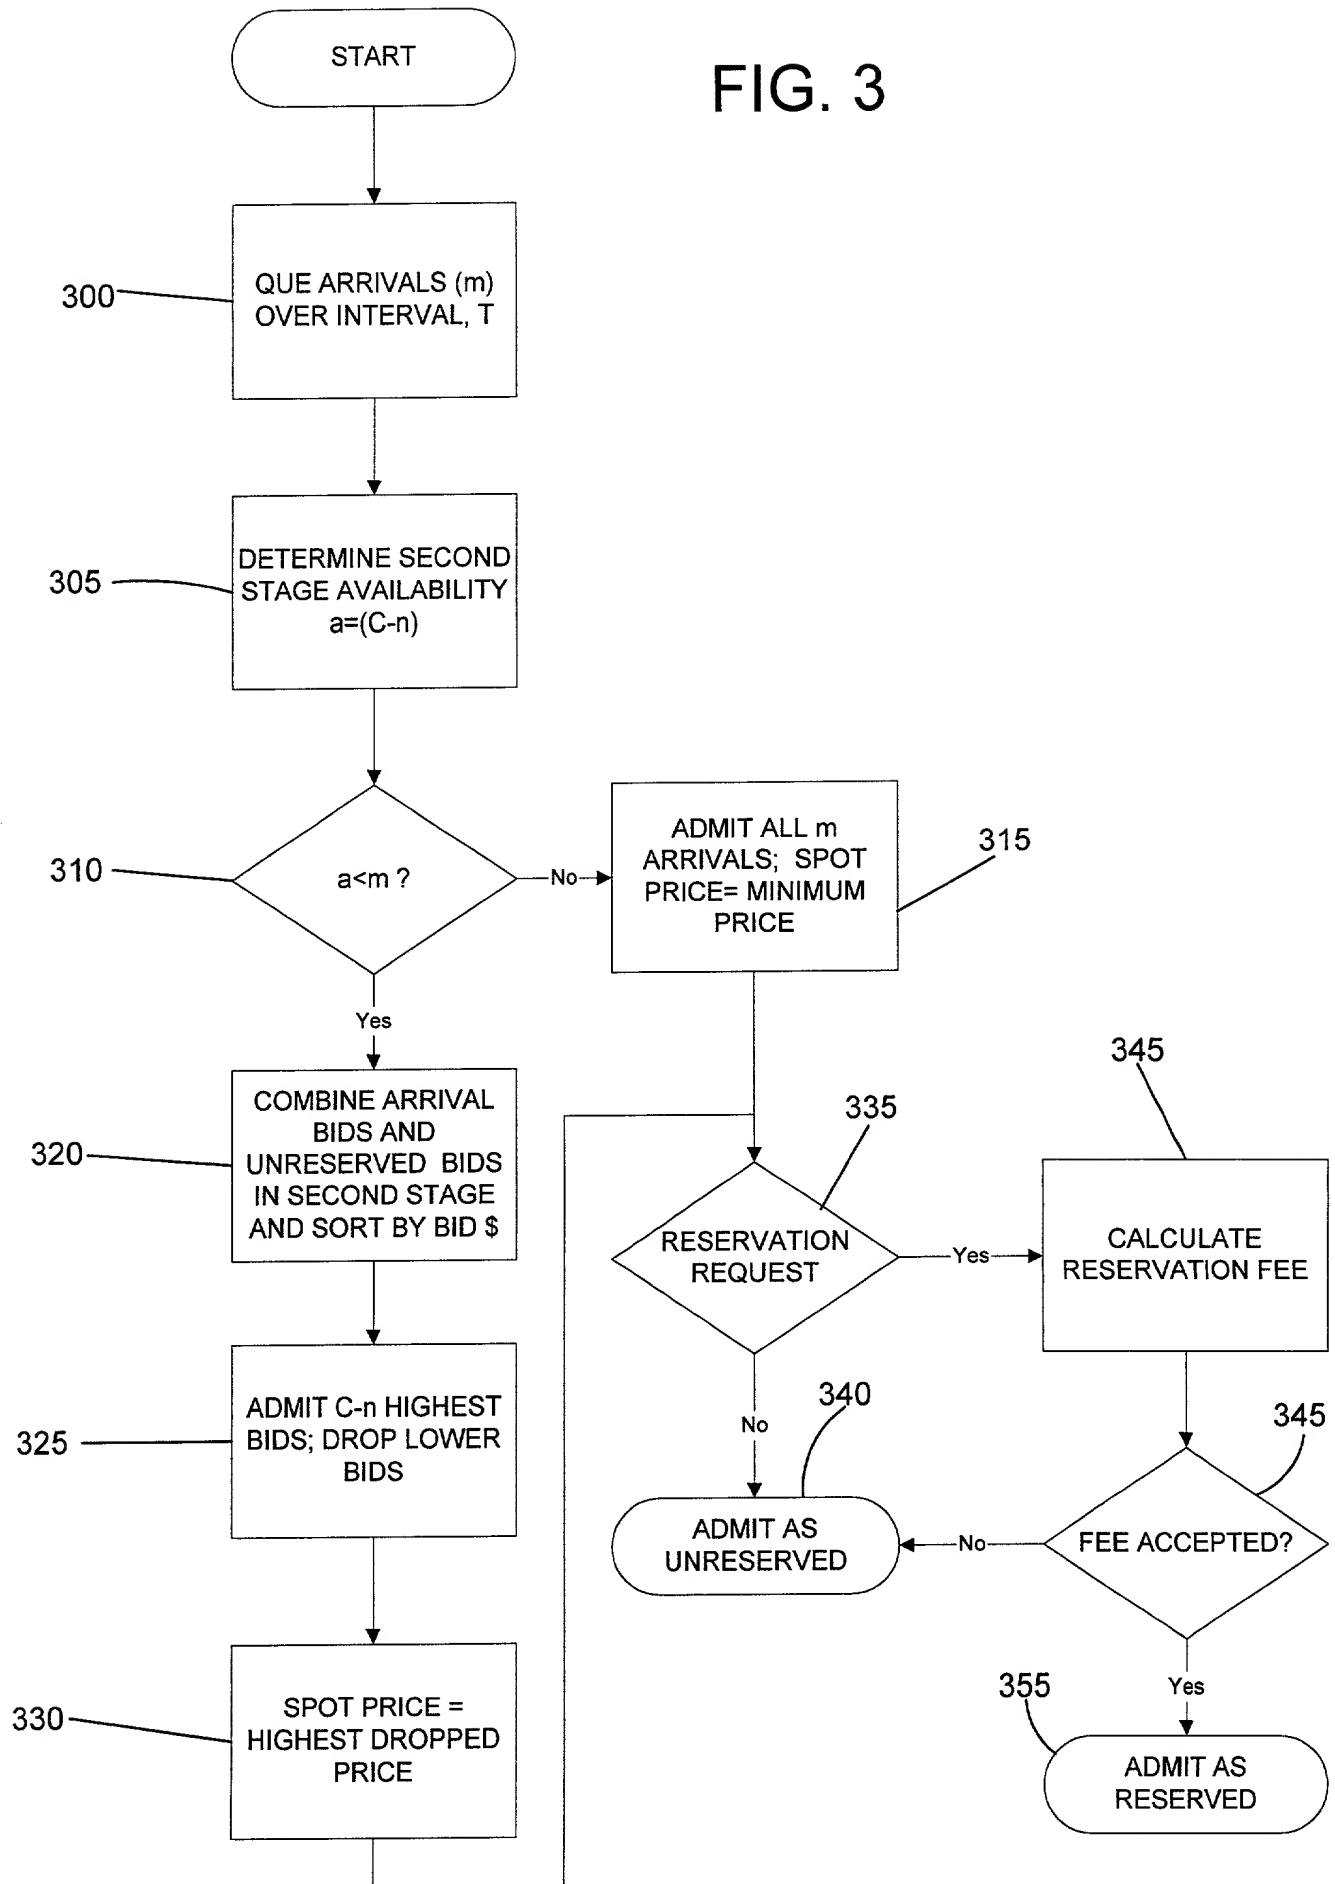 START
FIG. 3
300
QUE ARRIVALS (m)
OVER INTERVAL, T
305
DETERMINE SECOND
STAGE AVAILABILITY
a=(C-n)
310
a<m ?
No
ADMIT ALL m
ARRIVALS; SPOT
PRICE= MINIMUM
PRICE
315
Yes
320
COMBINE ARRIVAL
BIDS AND
UNRESERVED BIDS
IN SECOND STAGE
AND SORT BY BID $
335
RESERVATION
REQUEST
Yes
345
CALCULATE
RESERVATION FEE
325
ADMIT C-n HIGHEST
BIDS; DROP LOWER
BIDS
No
340
ADMIT AS
UNRESERVED
No
345
FEE ACCEPTED?
Yes
330
SPOT PRICE =
HIGHEST DROPPED
PRICE
355
ADMIT AS
RESERVED